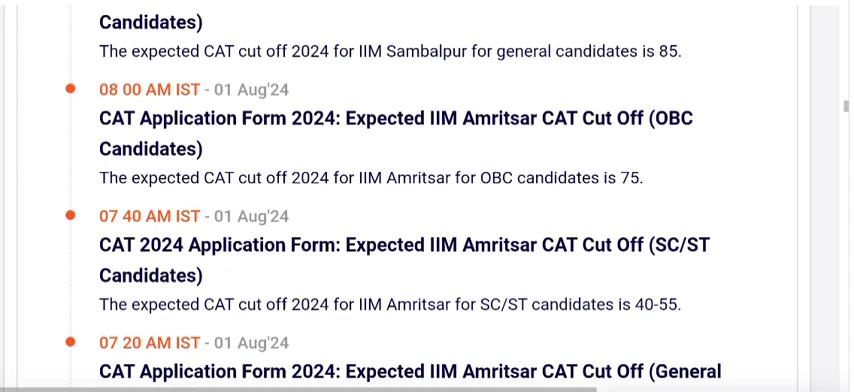 Candidates)
The expected CAT cut off 2024 for IIM Sambalpur for general candidates is 85.
08 00 AM IST - 01 Aug'24
CAT Application Form 2024: Expected IIM Amritsar CAT Cut Off (OBC
Candidates)
The expected CAT cut off 2024 for IIM Amritsar for OBC candidates is 75.
07 40 AM IST - 01 Aug'24
CAT 2024 Application Form: Expected IIM Amritsar CAT Cut Off (SC/ST
Candidates)
The expected CAT cut off 2024 for IIM Amritsar for SC/ST candidates is 40-55.
07 20 AM IST - 01 Aug'24
CAT Application Form 2024: Expected IIM Amritsar CAT Cut Off (General